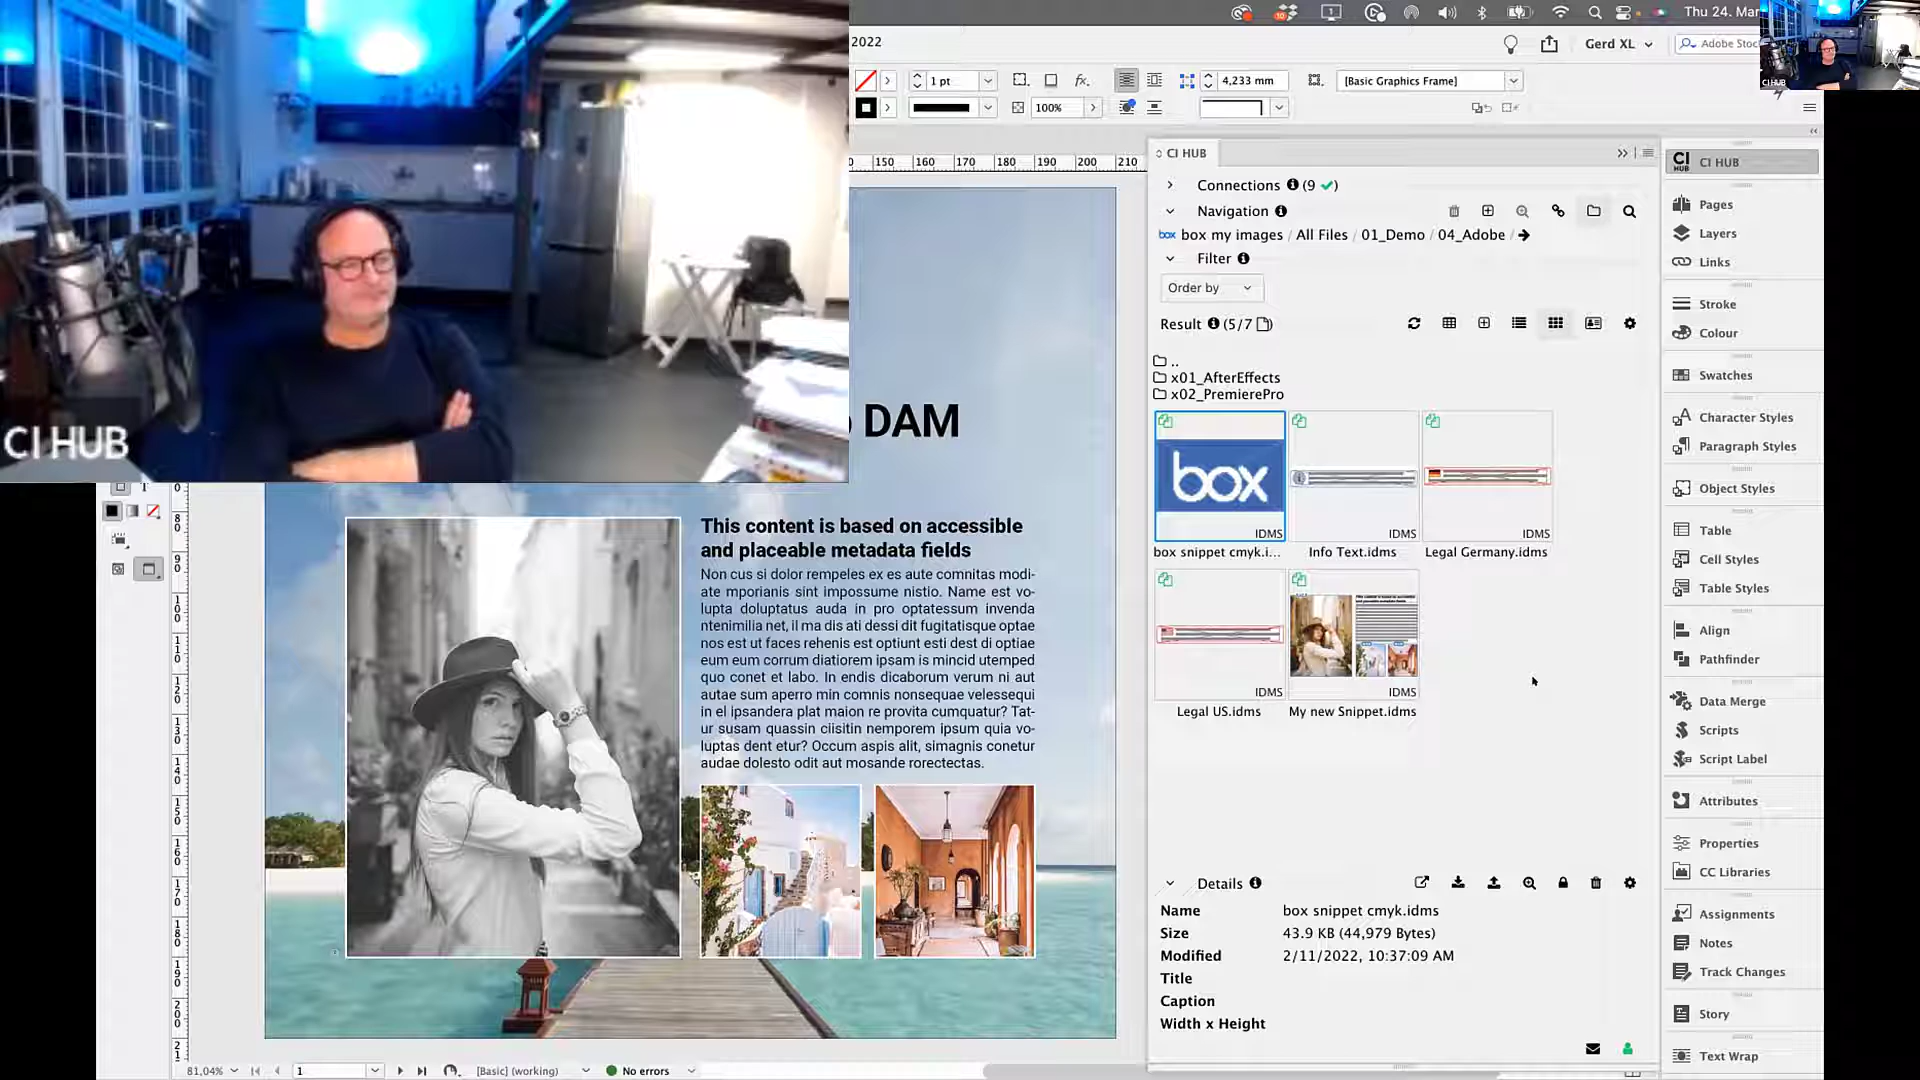 CI HUB
2022
Thu 24. Mar
Gerd XL
Adobe Stoc
CI HUB
1 pt
fx.
4,233 mm
[Basic Graphics Frame]
100%
150 160 170 180 190 200 210
DAM
This content is based on accessible
and placeable metadata fields
Non cus si dolor rempeles ex es aute comnitas modi-
ate mporianis sint impossume nistio. Name est vo-
lupta doluptatus auda in pro optatessum invenda
ntenimilia net, il ma dis ati dessi dit fugitatisque optae
nos est ut faces rehenis est optiunt esti dest di optiae
eum eum corrum diatiorem ipsam is mincid utemped
quo conet et labo. In endis dicaborum verum ni aut
autae sum aperro min comnis nonsequae velessequi
in el ipsandera plat maion re provita cumquatur? Tat-
ur susam quassin ciisitin nemporem ipsum quia vo-
luptas dent etur? Occum aspis alit, simagnis conetur
audae dolesto odit aut mosande rorectectas.
81,04%
1
[Basic] (working)
No errors
CI HUB
Connections (9 )
Navigation
box box my images / All Files / 01_Demo / 04_Adobe /
Filter
Order by
Result (5/7 )
..
x01_AfterEffects
x02_PremierePro
box
IDMS
IDMS
IDMS
box snippet cmyk.i...
Info Text.idms
Legal Germany.idms
IDMS
IDMS
Legal US.idms
My new Snippet.idms
Details
Name box snippet cmyk.idms
Size 43.9 KB (44,979 Bytes)
Modified 2/11/2022, 10:37:09 AM
Title
Caption
Width x Height
CI HUB CI HUB
Pages
Layers
Links
Stroke
Colour
Swatches
Character Styles
Paragraph Styles
Object Styles
Table
Cell Styles
Table Styles
Align
Pathfinder
Data Merge
Scripts
Script Label
Attributes
Properties
CC Libraries
Assignments
Notes
Track Changes
Story
Text Wrap